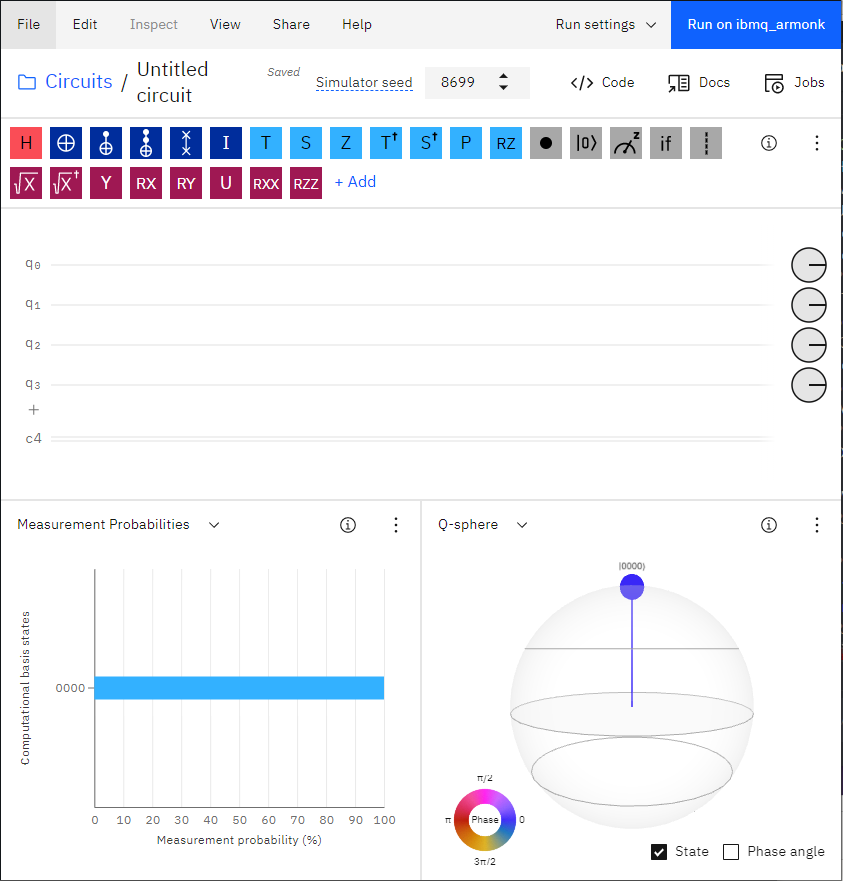 File Edit Inspect View Share Help Run settings Run on ibmq_armonk
Circuits / Untitled circuit Saved Simulator seed 8699 </> Code Docs Jobs
H I T S Z T† S† P RZ |0⟩ z if
√X √X† Y RX RY U RXX RZZ + Add
q0
q1
q2
q3
+
c4
Measurement Probabilities
Computational basis states
0000
0 10 20 30 40 50 60 70 80 90 100
Measurement probability (%)
Q-sphere
|0000⟩
π/2
π Phase 0
3π/2
State Phase angle